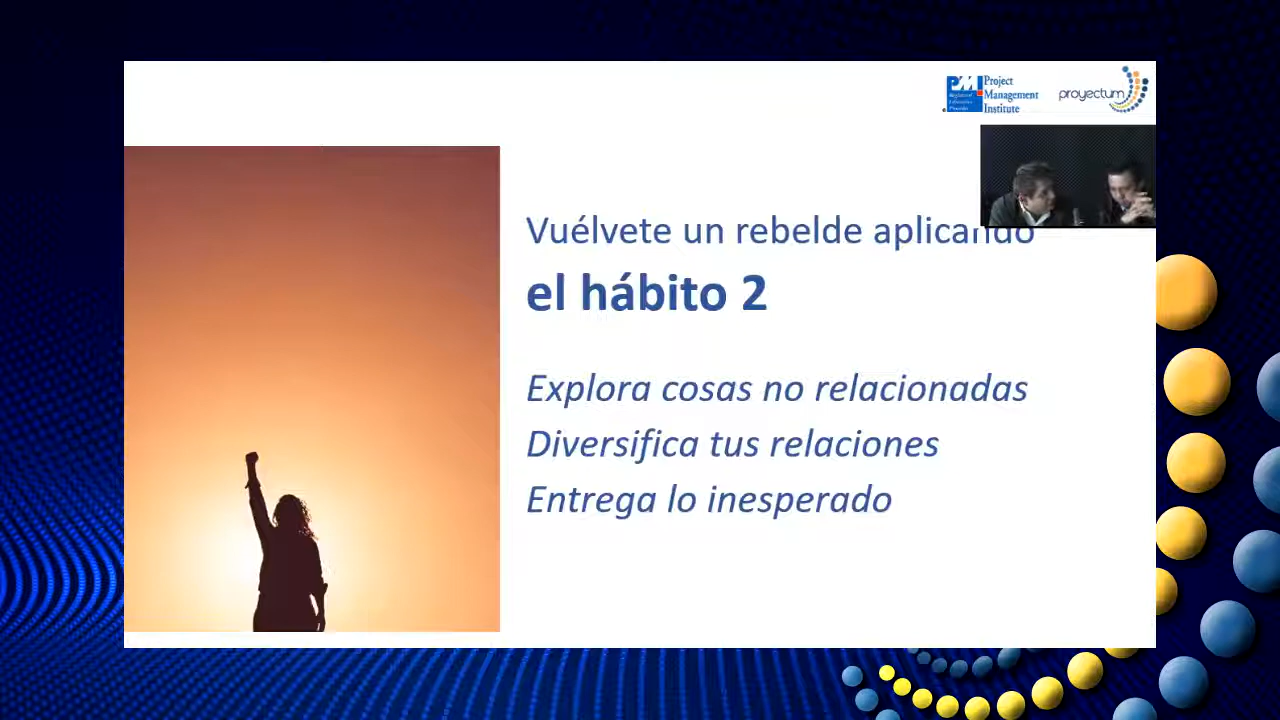 Project
Management
Institute
proyectum
Vuélvete un rebelde aplicando
el hábito 2
Explora cosas no relacionadas
Diversifica tus relaciones
Entrega lo inesperado